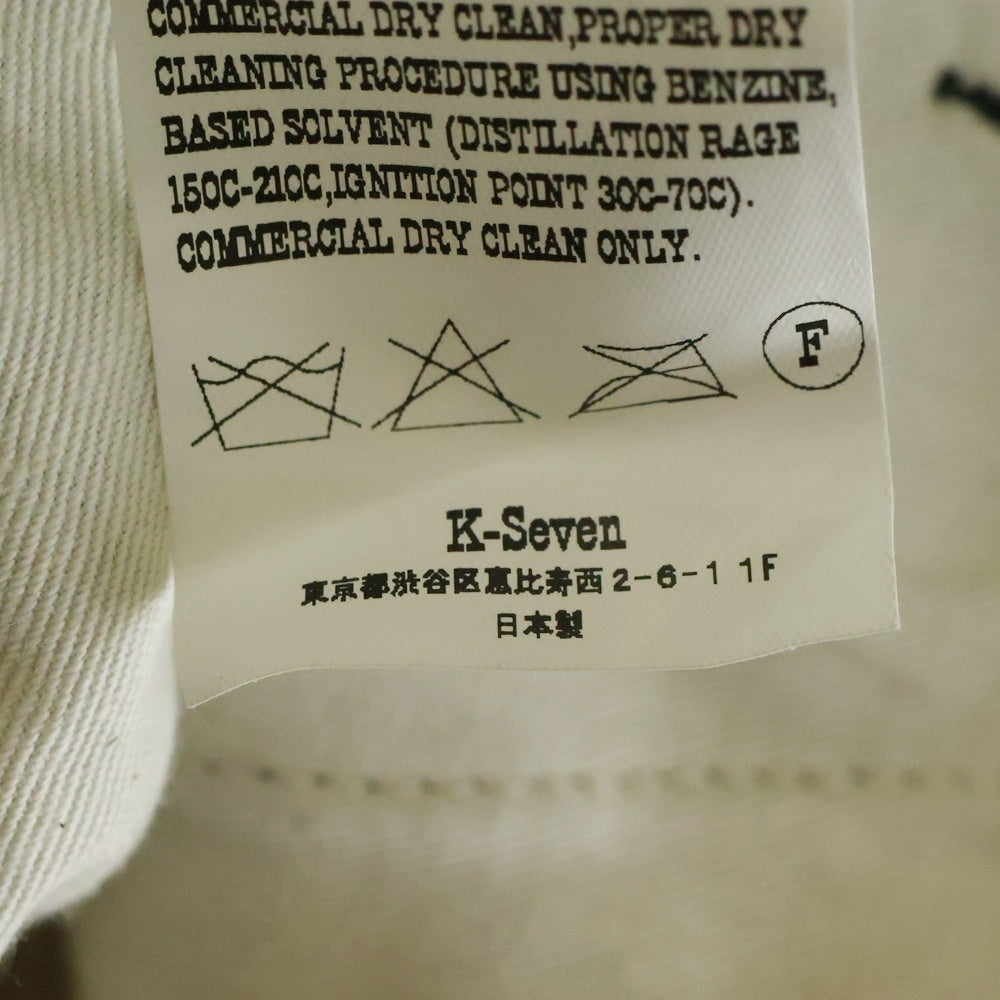 COMMERCIAL DRY CLEAN,PROPER DRY
CLEANING PROCEDURE USING BENZINE,
BASED SOLVENT (DISTILLATION RAGE
150C-210C,IGNITION POINT 30C-70C).
COMMERCIAL DRY CLEAN ONLY.
F
K-Seven
東京都渋谷区恵比寿西2-6-1 1F
日本製